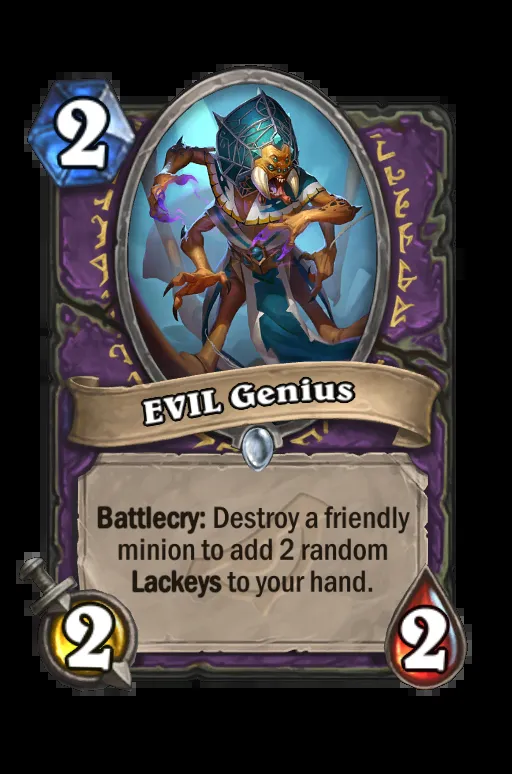 2
EVIL Genius
Battlecry: Destroy a friendly
minion to add 2 random
Lackeys to your hand.
2
2